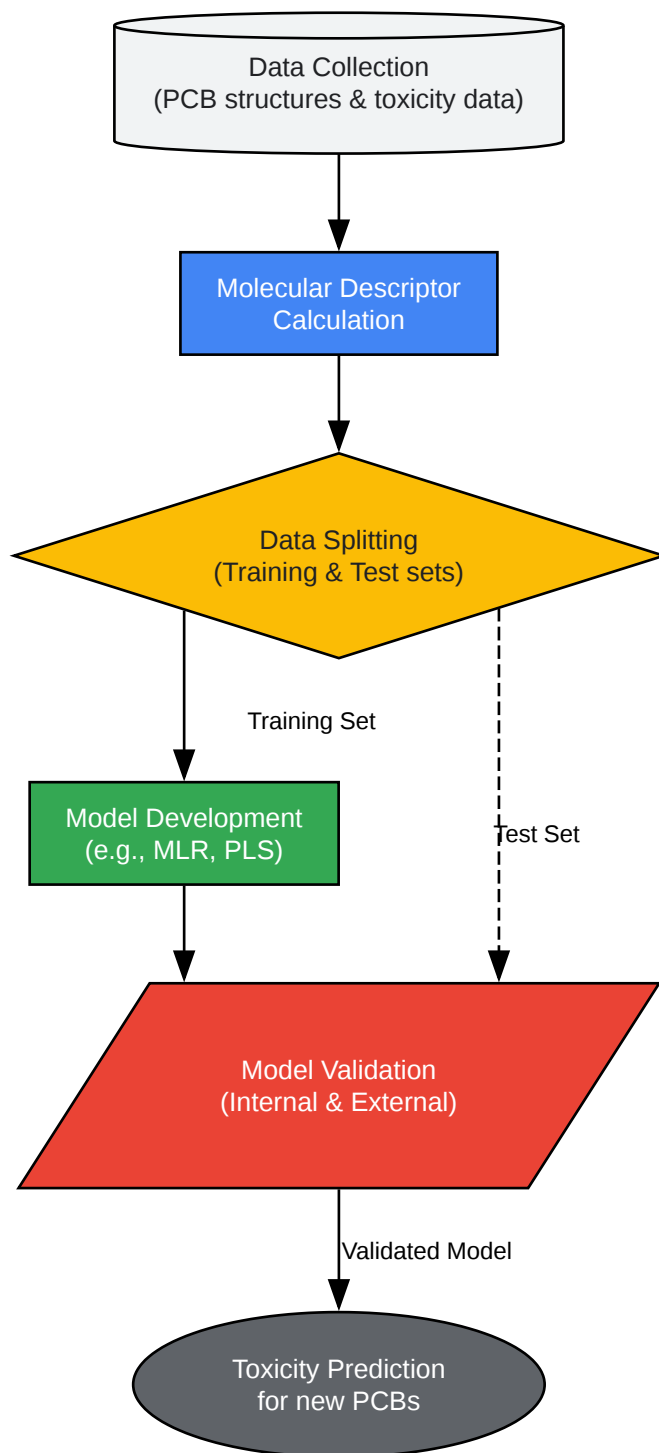 Data Collection
(PCB structures & toxicity data)
Molecular Descriptor
Calculation
Data Splitting
(Training & Test sets)
Training Set
Model Development
(e.g., MLR, PLS)
Test Set
Model Validation
(Internal & External)
Validated Model
Toxicity Prediction
for new PCBs